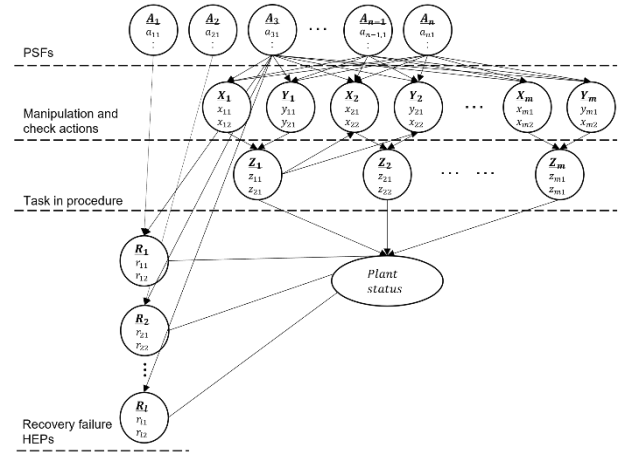 A1 A2 A3 ... An−1 An
a11 a21 a31 an−1,1 an1
: : : : :
PSFs
X1 Y1 X2 Y2 ... Xm Ym
Manipulation and
check actions
x11 y11 x21 y21 xm1 ym1
x12 y21 x22 x22 xm2 xm2
Z1 Z2 ... ... Zm
z11 z21 zm1
z21 z22 zm1
Task in procedure
R1
r11
r12
Plant
status
R2
r21
r22
⋮
Rl
rl1
rl2
Recovery failure
HEPs